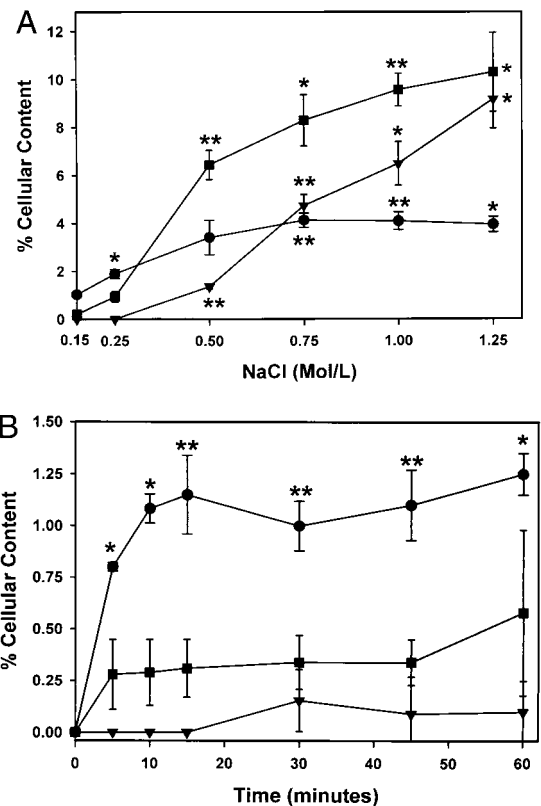 A
12
10
8
6
4
2
0
% Cellular Content
** * ** * *
* ** * **
** ** ** *
0.15 0.25 0.50 0.75 1.00 1.25
NaCl (Mol/L)
B
1.50
1.25
1.00
0.75
0.50
0.25
0.00
% Cellular Content
* * ** ** ** *
0 10 20 30 40 50 60
Time (minutes)